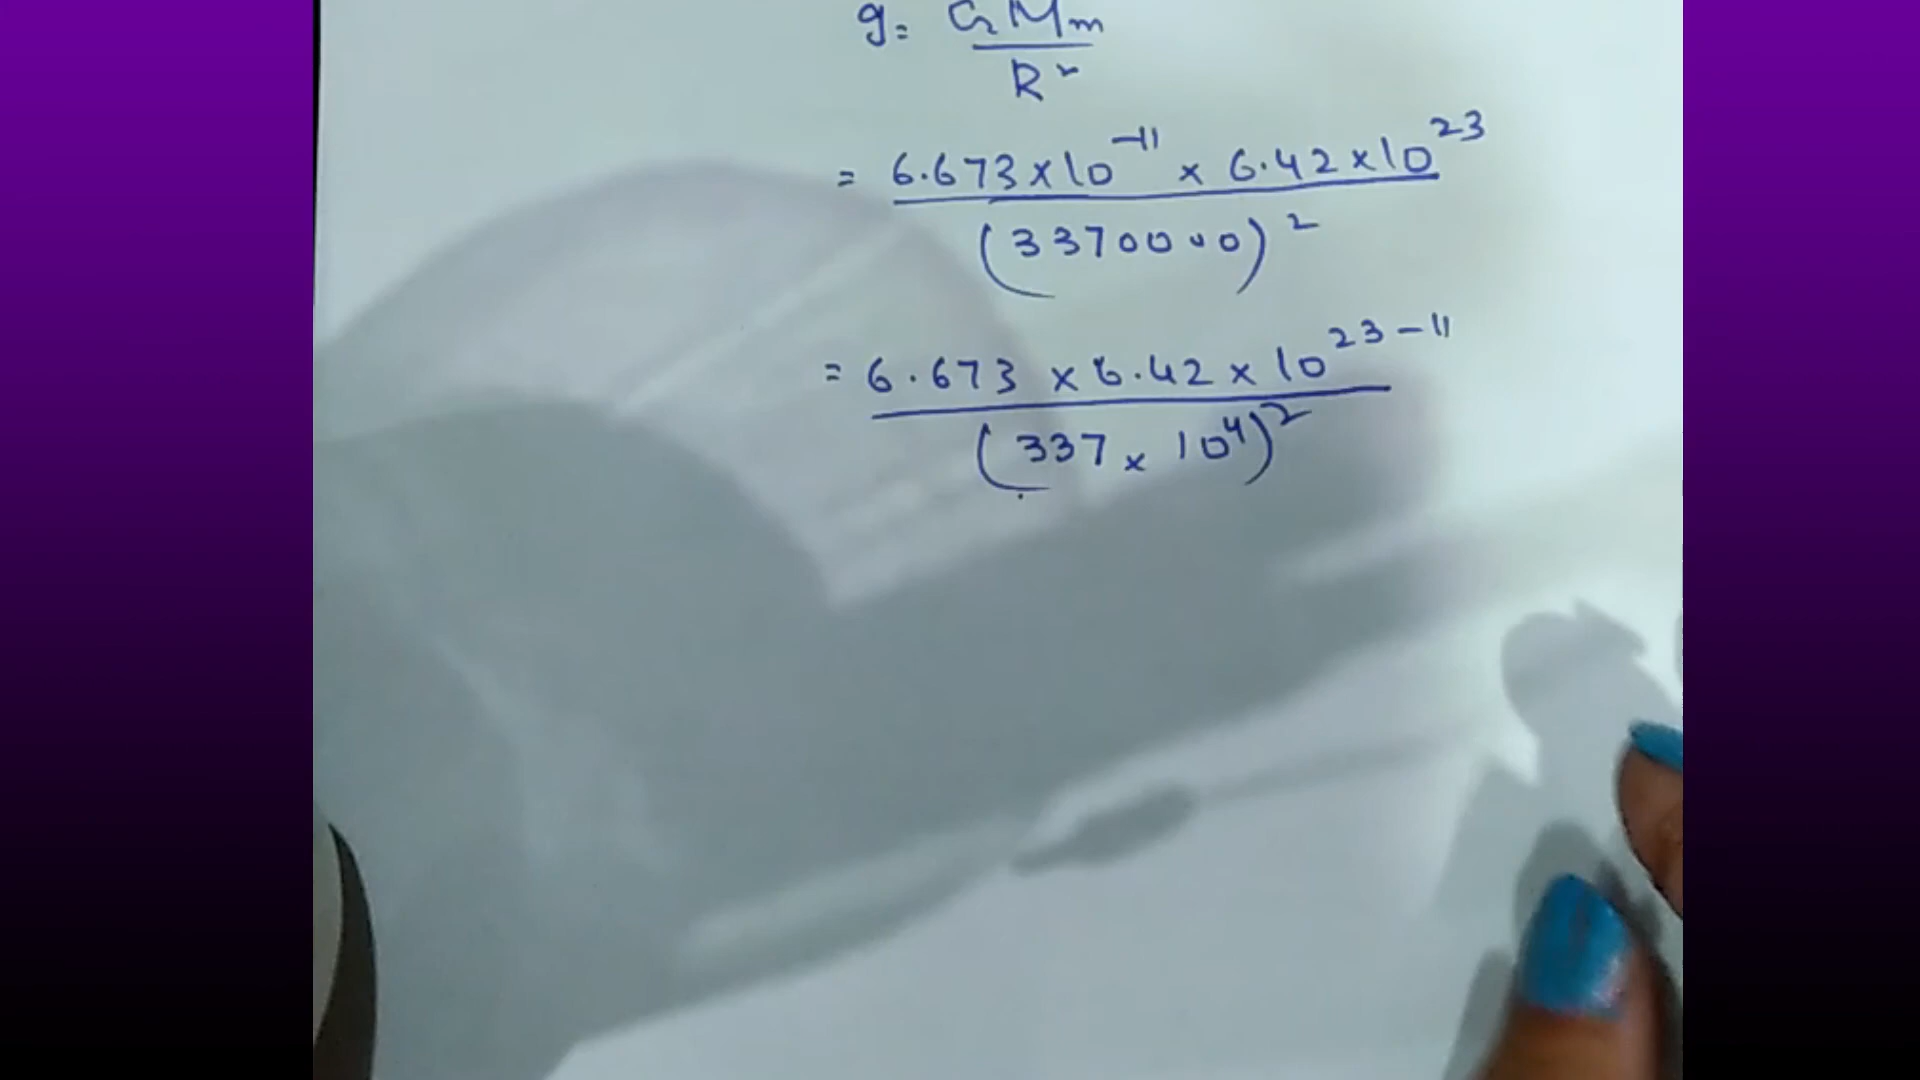 g = G M m
R²
= 6.673 x 10⁻¹¹ x 6.42 x 10²³
(3370000)²
= 6.673 x 6.42 x 10²³⁻¹¹
(337 x 10⁴)²